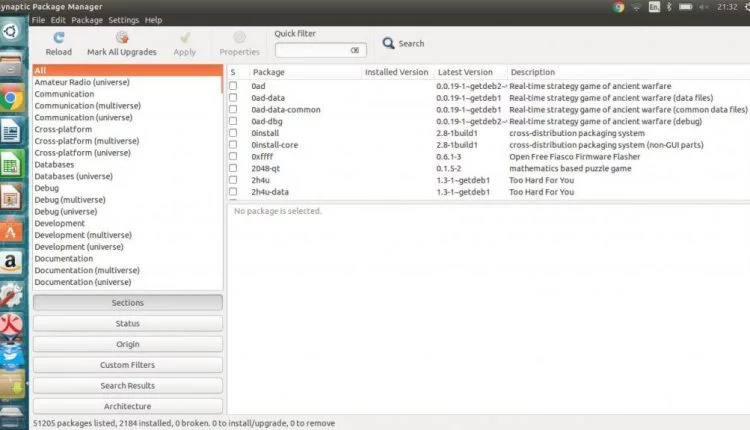 Synaptic Package Manager
En
21:32
File Edit Package Settings Help
Reload
Mark All Upgrades
Apply
Properties
Quick filter
Search
All
Amateur Radio (universe)
Communication
Communication (multiverse)
Communication (universe)
Cross-platform
Cross-platform (multiverse)
Cross-platform (universe)
Databases
Databases (universe)
Debug
Debug (multiverse)
Debug (universe)
Development
Development (multiverse)
Development (universe)
Documentation
Documentation (multiverse)
Documentation (universe)
Sections
Status
Origin
Custom Filters
Search Results
Architecture
S Package Installed Version Latest Version Description
0ad 0.0.19-1~getdeb2~ Real-time strategy game of ancient warfare
0ad-data 0.0.19-1~getdeb1 Real-time strategy game of ancient warfare (data files)
0ad-data-common 0.0.19-1~getdeb1 Real-time strategy game of ancient warfare (common data files)
0ad-dbg 0.0.19-1~getdeb2~ Real-time strategy game of ancient warfare (debug)
0install 2.8-1build1 cross-distribution packaging system
0install-core 2.8-1build1 cross-distribution packaging system (non-GUI parts)
0xffff 0.6.1-3 Open Free Fiasco Firmware Flasher
2048-qt 0.1.5-2 mathematics based puzzle game
2h4u 1.3-1~getdeb1 Too Hard For You
2h4u-data 1.3-1~getdeb1 Too Hard For You
No package is selected.
a
火
51205 packages listed, 2184 installed, 0 broken. 0 to install/upgrade, 0 to remove